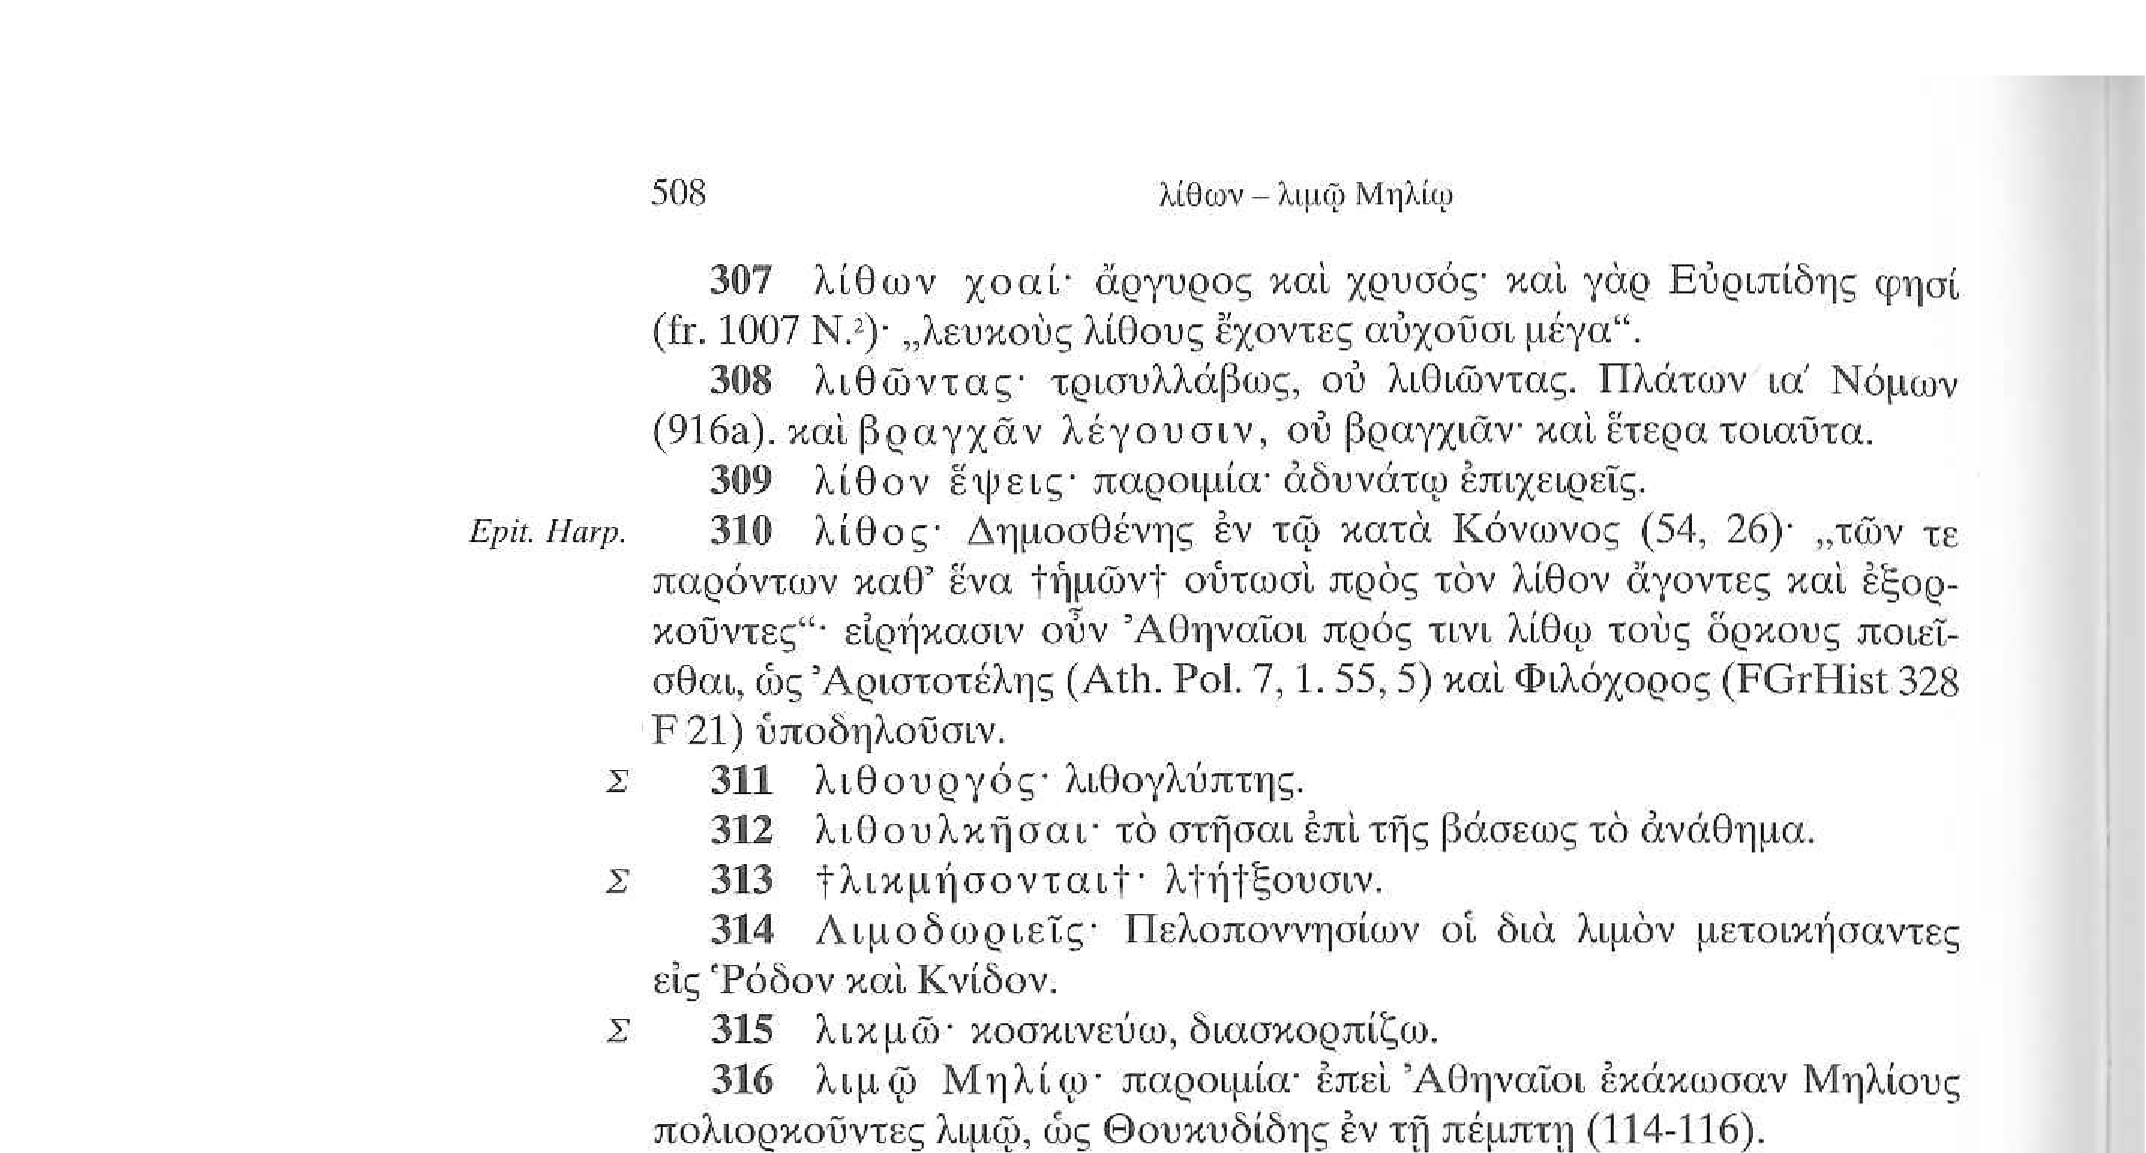 508 λίθων – λιμῷ Μηλίῳ
307 λίθων χοαί· ἄργυρος καὶ χρυσός· καὶ γὰρ Εὐριπίδης φησί
(fr. 1007 N.²)· „λευκοὺς λίθους ἔχοντες αὐχοῦσι μέγα“.
308 λιθῶντας· τρισυλλάβως, οὐ λιθιῶντας. Πλάτων ια′ Νόμων
(916a). καὶ βραγχᾶν λέγουσιν, οὐ βραγχιᾶν· καὶ ἕτερα τοιαῦτα.
309 λίθον ἕψεις· παροιμία· ἀδυνάτῳ ἐπιχειρεῖς.
Epit. Harp. 310 λίθος· Δημοσθένης ἐν τῷ κατὰ Κόνωνος (54, 26)· „τῶν τε
παρόντων καθ’ ἕνα †ἡμῶν† οὑτωσὶ πρὸς τὸν λίθον ἄγοντες καὶ ἐξορ-
κοῦντες“· εἰρήκασιν οὖν Ἀθηναῖοι πρός τινι λίθῳ τοὺς ὅρκους ποιεῖ-
σθαι, ὡς Ἀριστοτέλης (Ath. Pol. 7, 1. 55, 5) καὶ Φιλόχορος (FGrHist 328
F 21) ὑποδηλοῦσιν.
Σ 311 λιθουργός· λιθογλύπτης.
312 λιθουλκῆσαι· τὸ στῆσαι ἐπὶ τῆς βάσεως τὸ ἀνάθημα.
Σ 313 †λικμήσονται†· λ†ή†ξουσιν.
314 Λιμοδωριεῖς· Πελοποννησίων οἱ διὰ λιμὸν μετοικήσαντες
εἰς Ῥόδον καὶ Κνίδον.
Σ 315 λικμῶ· κοσκινεύω, διασκορπίζω.
316 λιμῷ Μηλίῳ· παροιμία· ἐπεὶ Ἀθηναῖοι ἐκάκωσαν Μηλίους
πολιορκοῦντες λιμῷ, ὡς Θουκυδίδης ἐν τῇ πέμπτῃ (114-116).